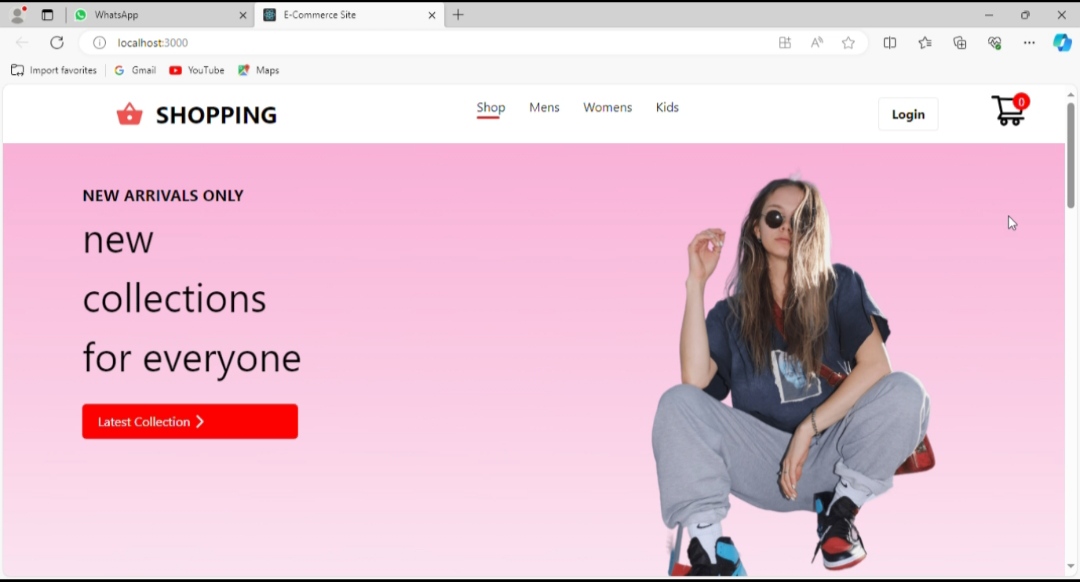 WhatsApp
E-Commerce Site
localhost:3000
Import favorites
Gmail
YouTube
Maps
SHOPPING
Shop
Mens
Womens
Kids
Login
0
NEW ARRIVALS ONLY
new
collections
for everyone
Latest Collection